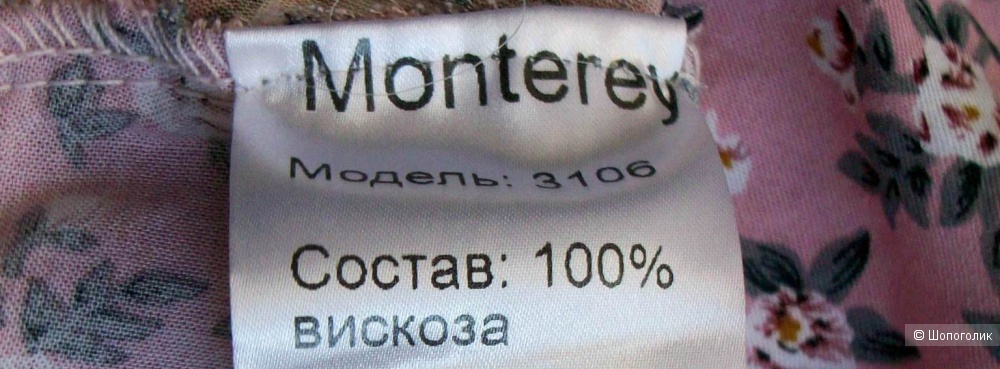 Monterey
Модель: 3106
Состав: 100%
вискоза
© Шопоголик